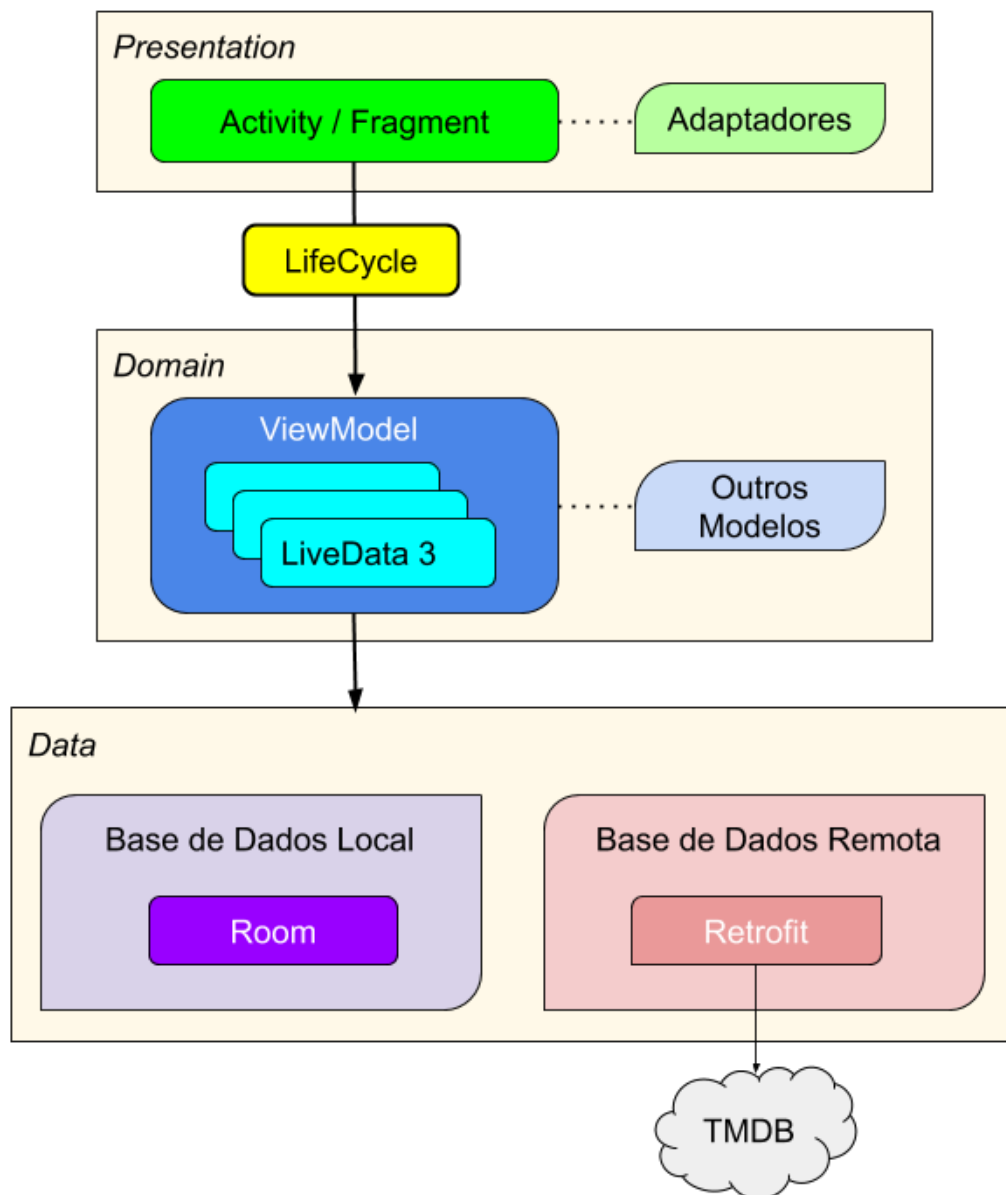 Presentation
Activity / Fragment
Adaptadores
LifeCycle
Domain
ViewModel
LiveData 3
Outros
Modelos
Data
Base de Dados Local
Room
Base de Dados Remota
Retrofit
TMDB